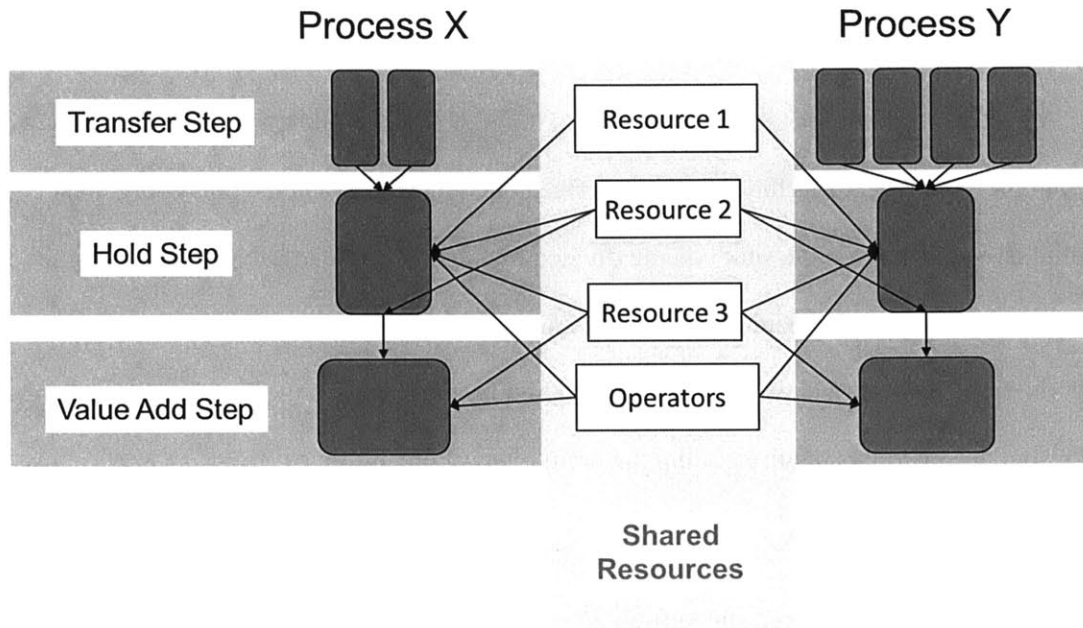 Process X
Process Y
Transfer Step
Resource 1
Resource 2
Hold Step
Resource 3
Value Add Step
Operators
Shared
Resources